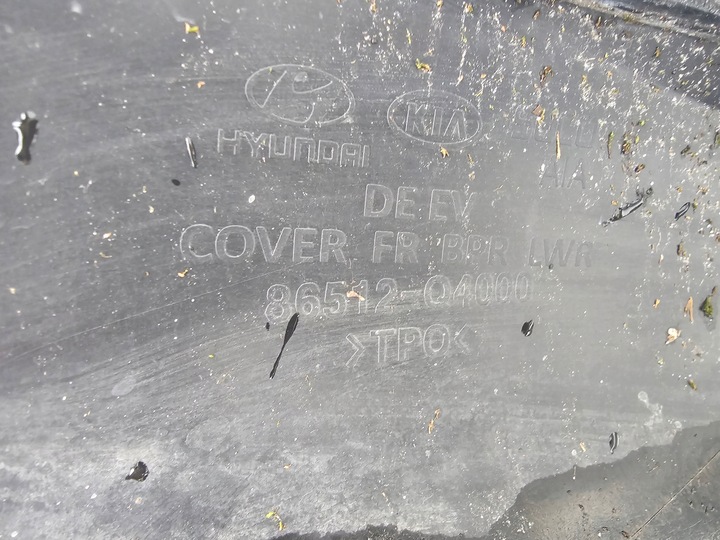 HYUNDAI KIA
DE EV
COVER FR BPR LWR
86512-Q4000
>TPO<